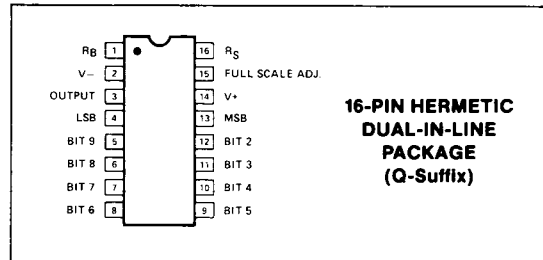 RB 1 16 RS
V– 2 15 FULL SCALE ADJ.
OUTPUT 3 14 V+
LSB 4 13 MSB
BIT 9 5 12 BIT 2
BIT 8 6 11 BIT 3
BIT 7 7 10 BIT 4
BIT 6 8 9 BIT 5
16-PIN HERMETIC
DUAL-IN-LINE
PACKAGE
(Q-Suffix)